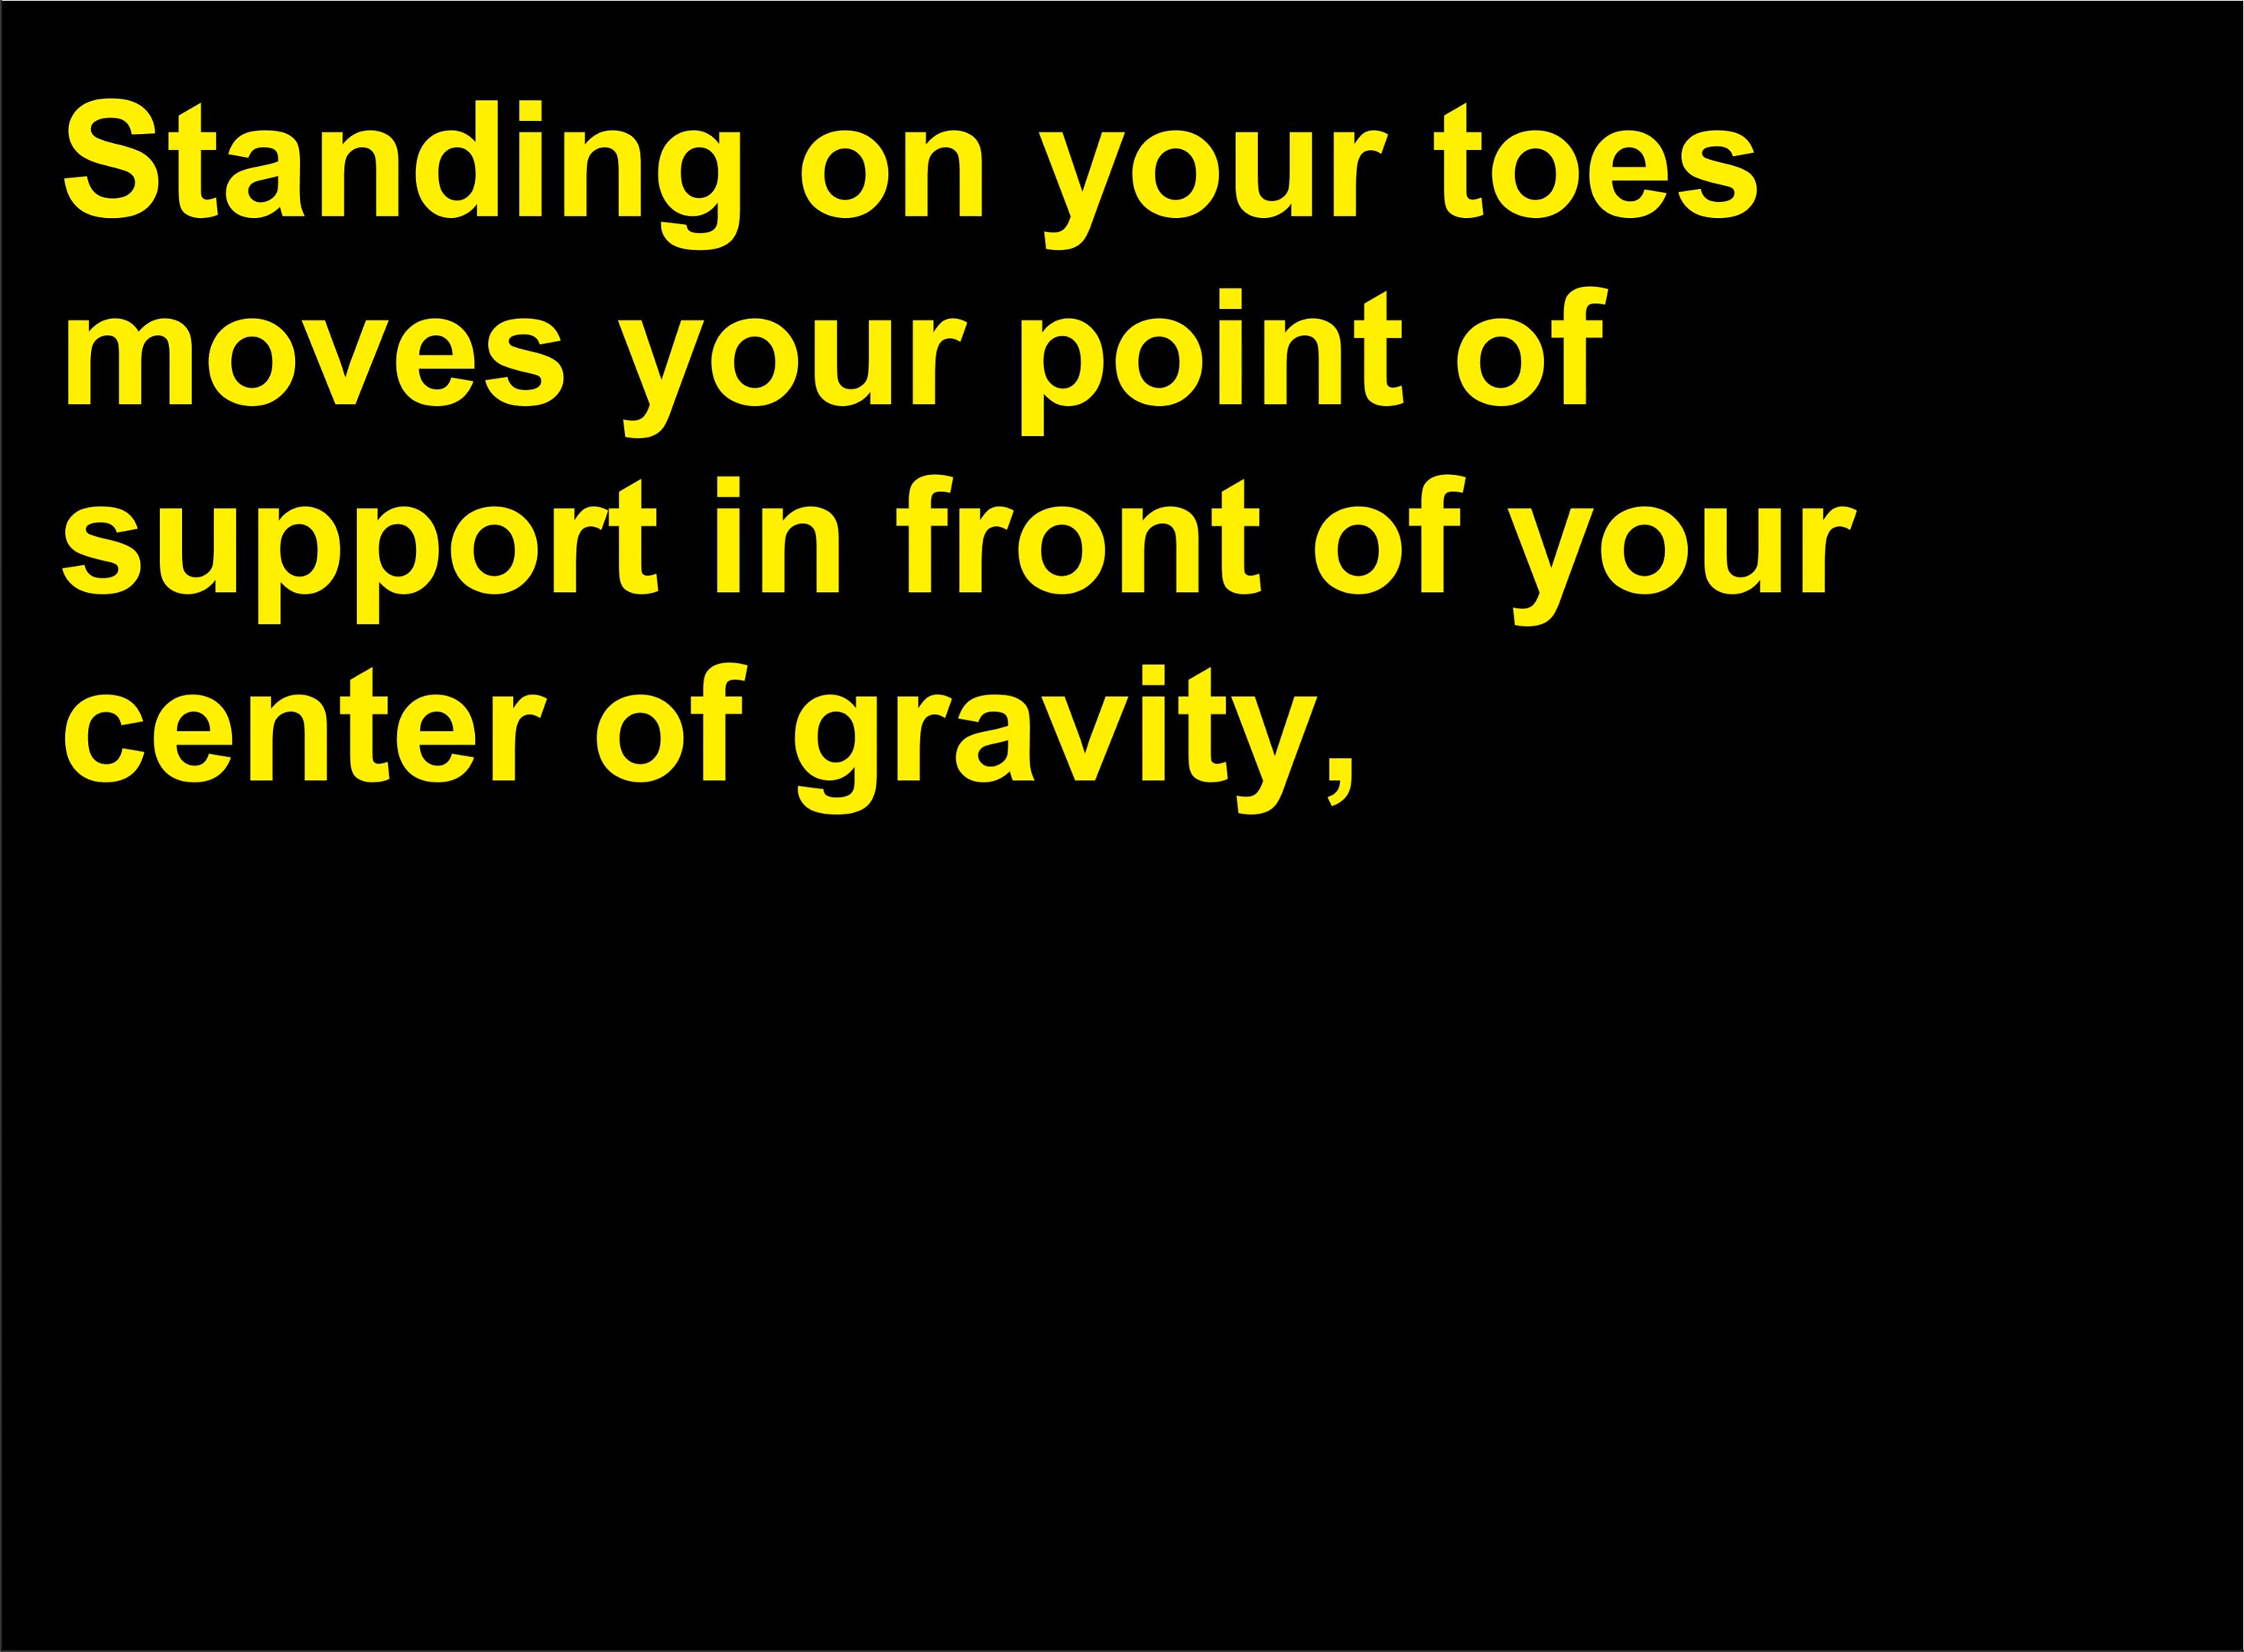 Standing on your toes
moves your point of
support in front of your
center of gravity,